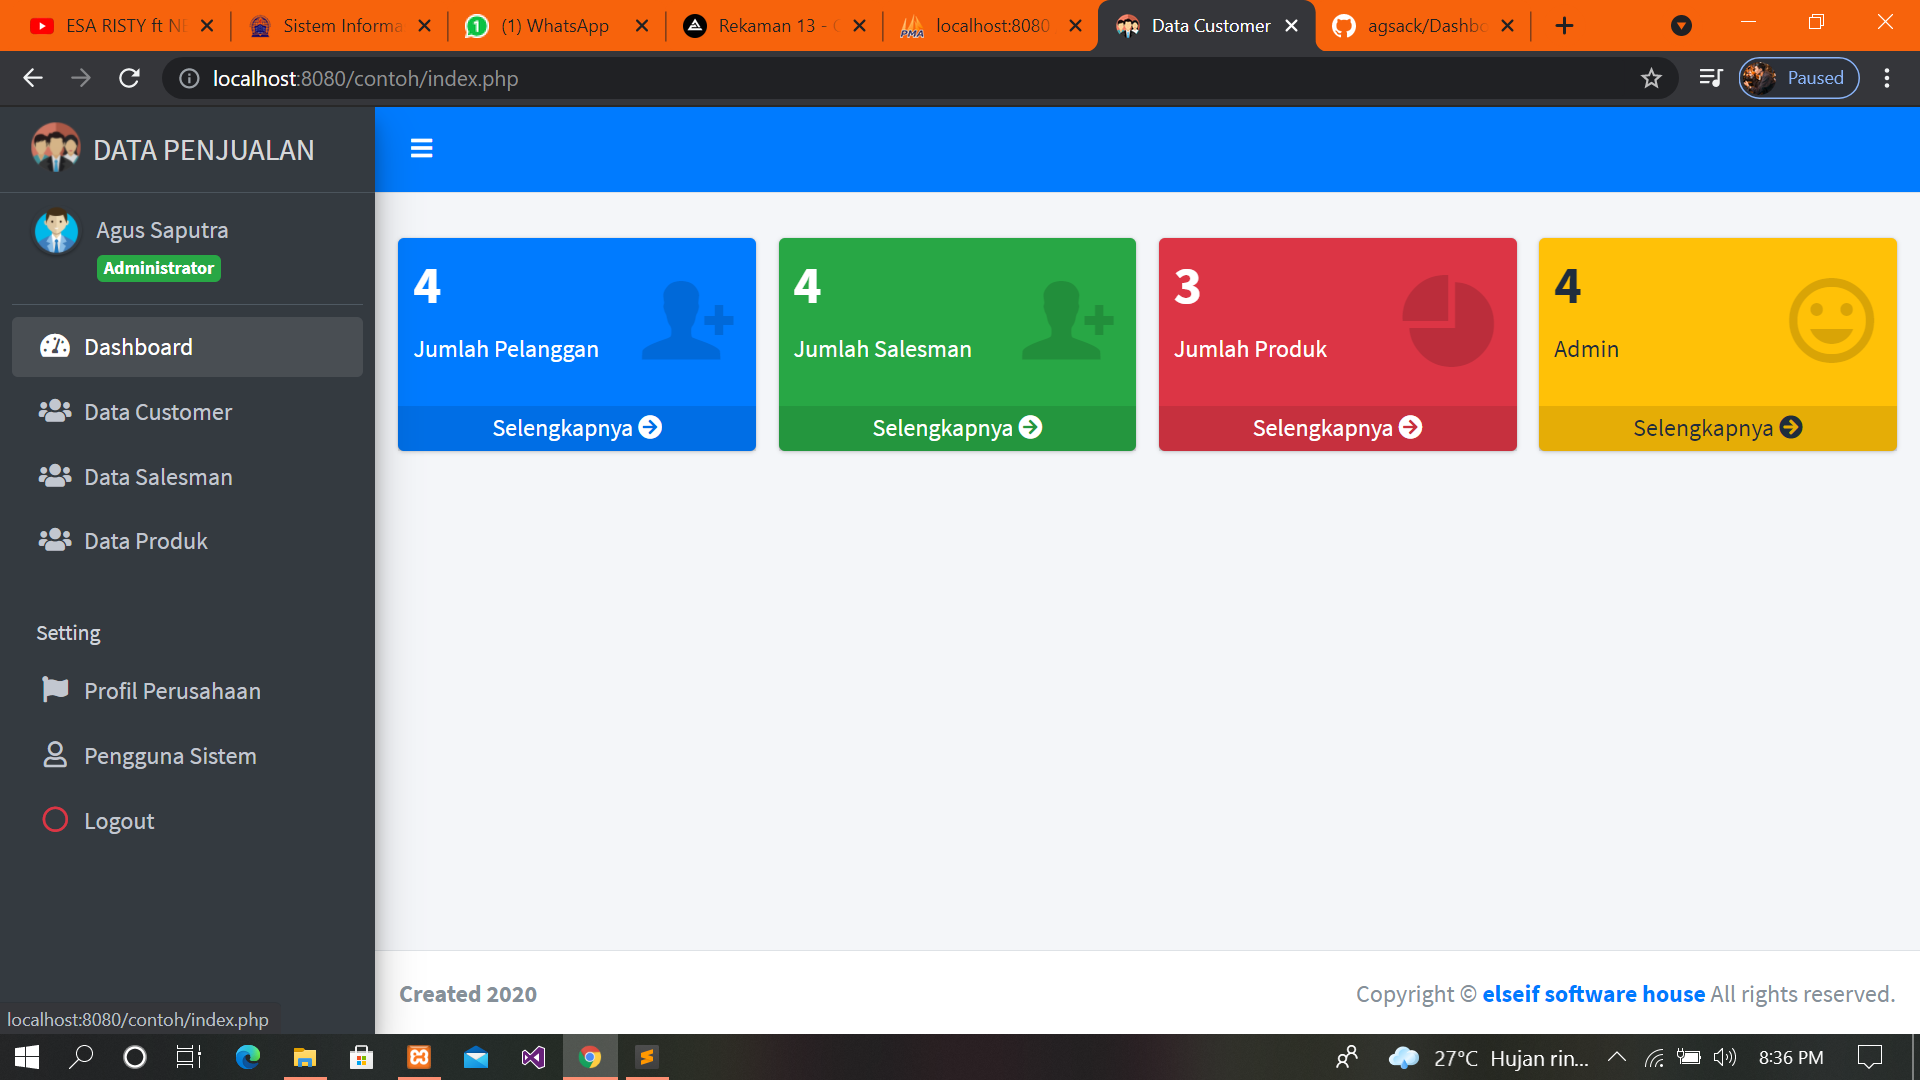 ESA RISTY ft NE
Sistem Informa
(1) WhatsApp
Rekaman 13 -
localhost:8080
Data Customer
agsack/Dashbo
localhost:8080/contoh/index.php
Paused
DATA PENJUALAN
Agus Saputra
Administrator
Dashboard
Data Customer
Data Salesman
Data Produk
Setting
Profil Perusahaan
Pengguna Sistem
Logout
4
Jumlah Pelanggan
Selengkapnya
4
Jumlah Salesman
Selengkapnya
3
Jumlah Produk
Selengkapnya
4
Admin
Selengkapnya
Created 2020
Copyright © elseif software house All rights reserved.
localhost:8080/contoh/index.php
27°C Hujan rin...
8:36 PM